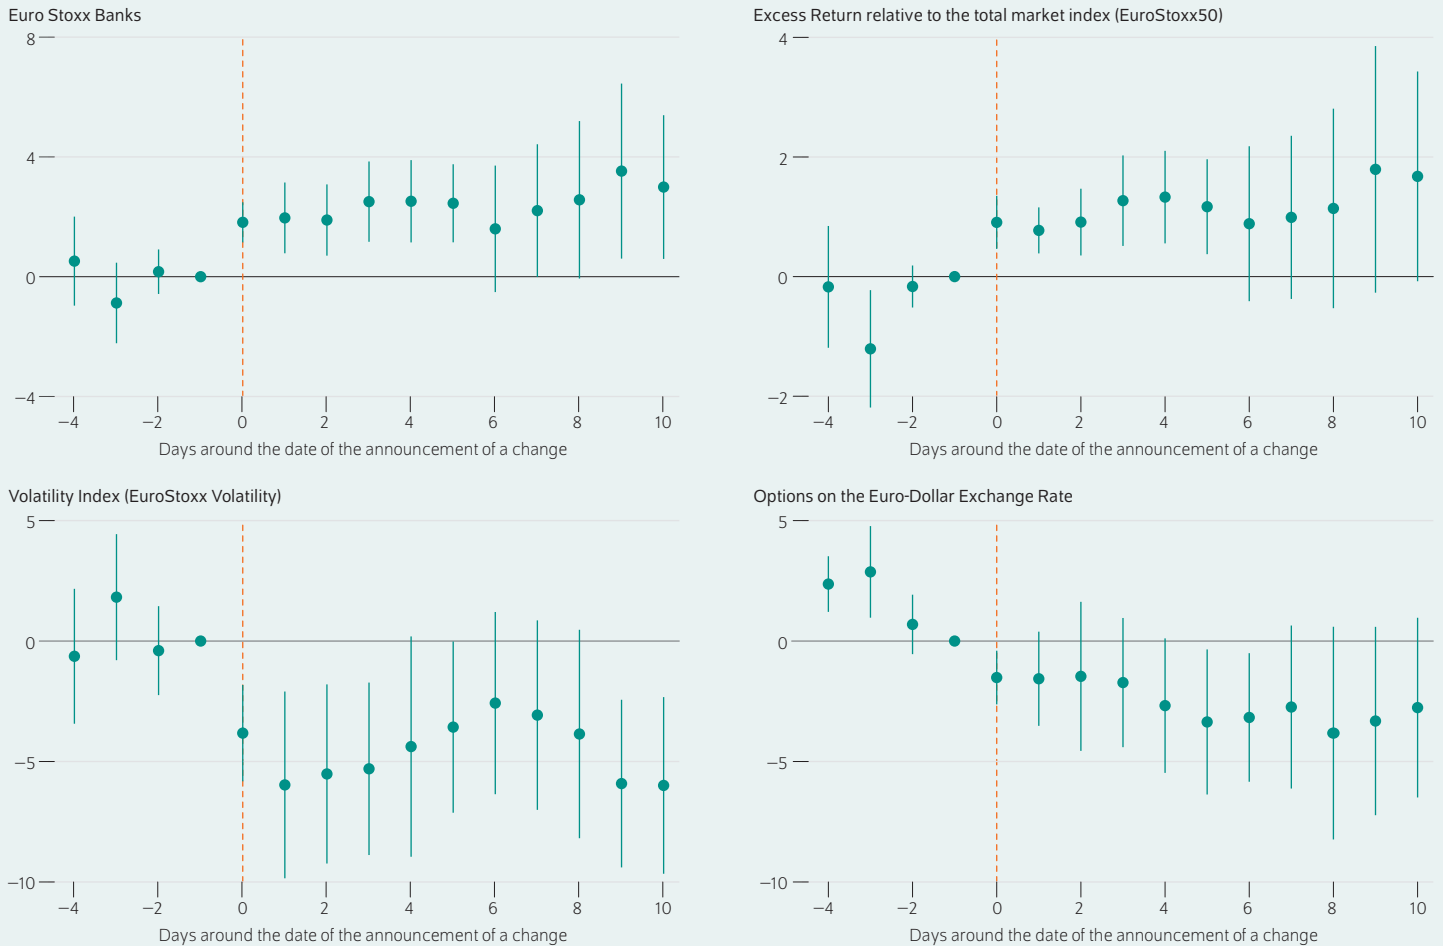 Euro Stoxx Banks
8
4
0
−4
−4 −2 0 2 4 6 8 10
Days around the date of the announcement of a change
Excess Return relative to the total market index (EuroStoxx50)
4
2
0
−2
−4 −2 0 2 4 6 8 10
Days around the date of the announcement of a change
Volatility Index (EuroStoxx Volatility)
5
0
−5
−10
−4 −2 0 2 4 6 8 10
Days around the date of the announcement of a change
Options on the Euro-Dollar Exchange Rate
5
0
−5
−10
−4 −2 0 2 4 6 8 10
Days around the date of the announcement of a change